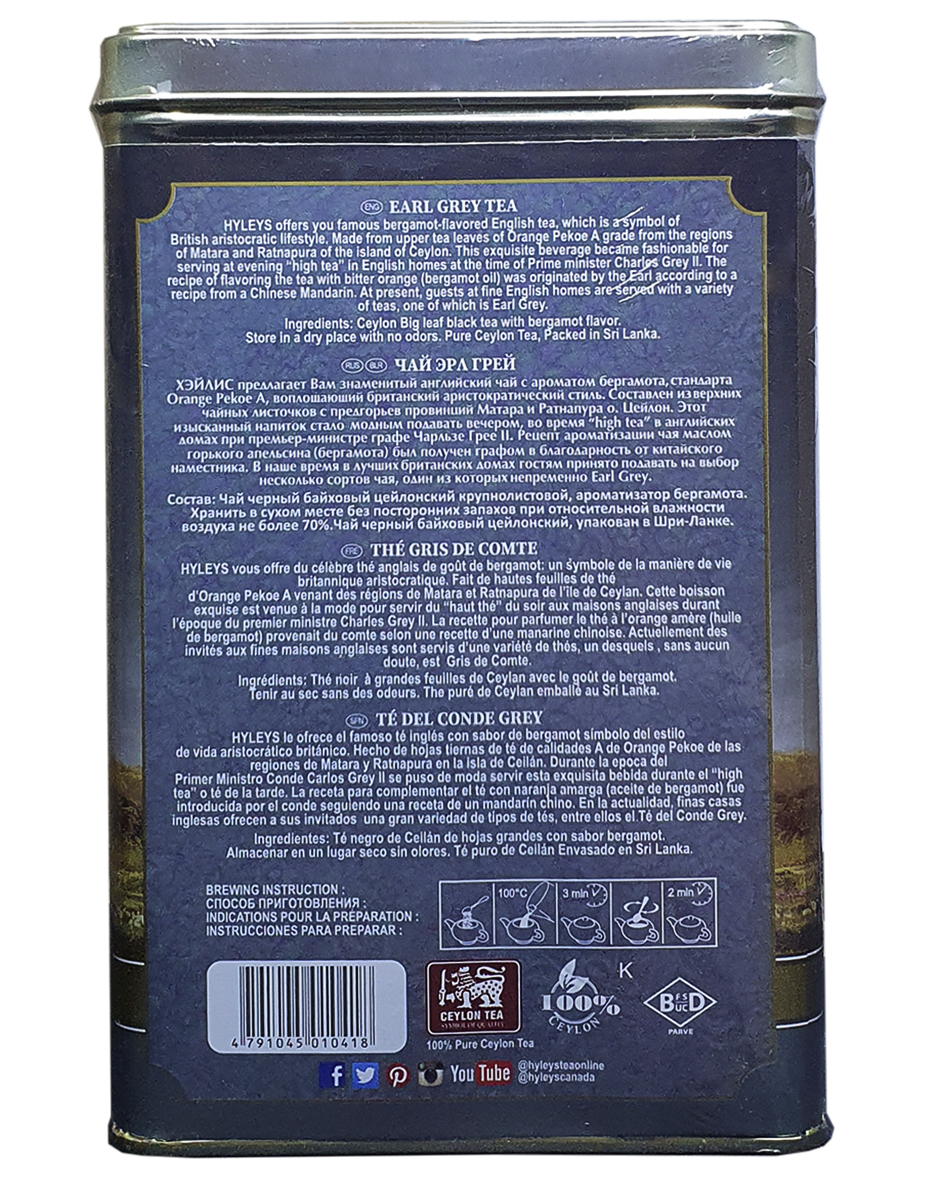 ENG EARL GREY TEA
HYLEYS offers you famous bergamot-flavored English tea, which is a symbol of
British aristocratic lifestyle. Made from upper tea leaves of Orange Pekoe A grade from the regions
of Matara and Ratnapura of the island of Ceylon. This exquisite beverage became fashionable for
serving at evening "high tea" in English homes at the time of Prime minister Charles Grey II. The
recipe of flavoring the tea with bitter orange (bergamot oil) was originated by the Earl according to a
recipe from a Chinese Mandarin. At present, guests at fine English homes are served with a variety
of teas, one of which is Earl Grey.
Ingredients: Ceylon Big leaf black tea with bergamot flavor.
Store in a dry place with no odors. Pure Ceylon Tea, Packed in Sri Lanka.
RUS BLR ЧАЙ ЭРЛ ГРЕЙ
ХЭЙЛИС предлагает Вам знаменитый английский чай с ароматом бергамота, стандарта
Orange Pekoe A, воплощающий британский аристократический стиль. Составлен из верхних
чайных листочков с предгорьев провинций Матара и Ратнапура о. Цейлон. Этот
изысканный напиток стало модным подавать вечером, во время "high tea" в английских
домах при премьер-министре графе Чарльзе Грее II. Рецепт ароматизации чая маслом
горького апельсина (бергамота) был получен графом в благодарность от китайского
наместника. В наше время в лучших британских домах гостям принято подавать на выбор
несколько сортов чая, один из которых непременно Earl Grey.
Состав: Чай черный байховый цейлонский крупнолистовой, ароматизатор бергамота.
Хранить в сухом месте без посторонних запахов при относительной влажности
воздуха не более 70%.Чай черный байховый цейлонский, упакован в Шри-Ланке.
FRE THÉ GRIS DE COMTE
HYLEYS vous offre du célèbre thé anglais de goût de bergamot: un symbole de la manière de vie
britannique aristocratique. Fait de hautes feuilles de thé
d'Orange Pekoe A venant des régions de Matara et Ratnapura de l'île de Ceylan. Cette boisson
exquise est venue à la mode pour servir du "haut thé" du soir aux maisons anglaises durant
l'époque du premier ministre Charles Grey II. La recette pour parfumer le thé à l'orange amère (huile
de bergamot) provenait du comte selon une recette d'une manarine chinoise. Actuellement des
invités aux fines maisons anglaises sont servis d'une variété de thés, un desquels , sans aucun
doute, est Gris de Comte.
Ingrédients: Thé noir à grandes feuilles de Ceylan avec le goût de bergamot.
Tenir au sec sans des odeurs. The puré de Ceylan emballé au Sri Lanka.
SPN TÉ DEL CONDE GREY
HYLEYS le ofrece el famoso té inglés con sabor de bergamot símbolo del estilo
de vida aristocrático británico. Hecho de hojas tiernas de té de calidades A de Orange Pekoe de las
regiones de Matara y Ratnapura en la isla de Ceilán. Durante la epoca del
Primer Ministro Conde Carlos Grey II se puso de moda servir esta exquisita bebida durante el "high
tea" o té de la tarde. La receta para complementar el té con naranja amarga (aceite de bergamot) fue
introducida por el conde seguiendo una receta de un mandarín chino. En la actualidad, finas casas
inglesas ofrecen a sus invitados una gran variedad de tipos de tés, entre ellos el Té del Conde Grey.
Ingredientes: Té negro de Ceilán de hojas grandes con sabor bergamot.
Almacenar en un lugar seco sin olores. Té puro de Ceilán Envasado en Sri Lanka.
BREWING INSTRUCTION :
СПОСОБ ПРИГОТОВЛЕНИЯ :
INDICATIONS POUR LA PRÉPARATION :
INSTRUCCIONES PARA PREPARAR :
100°C 3 min 2 min
4 791045 010418
CEYLON TEA
SYMBOL OF QUALITY
100% Pure Ceylon Tea
100%
CEYLON
K
B FS UC D
PARVE
f P YouTube @hyleysteaonline
@hyleyscanada